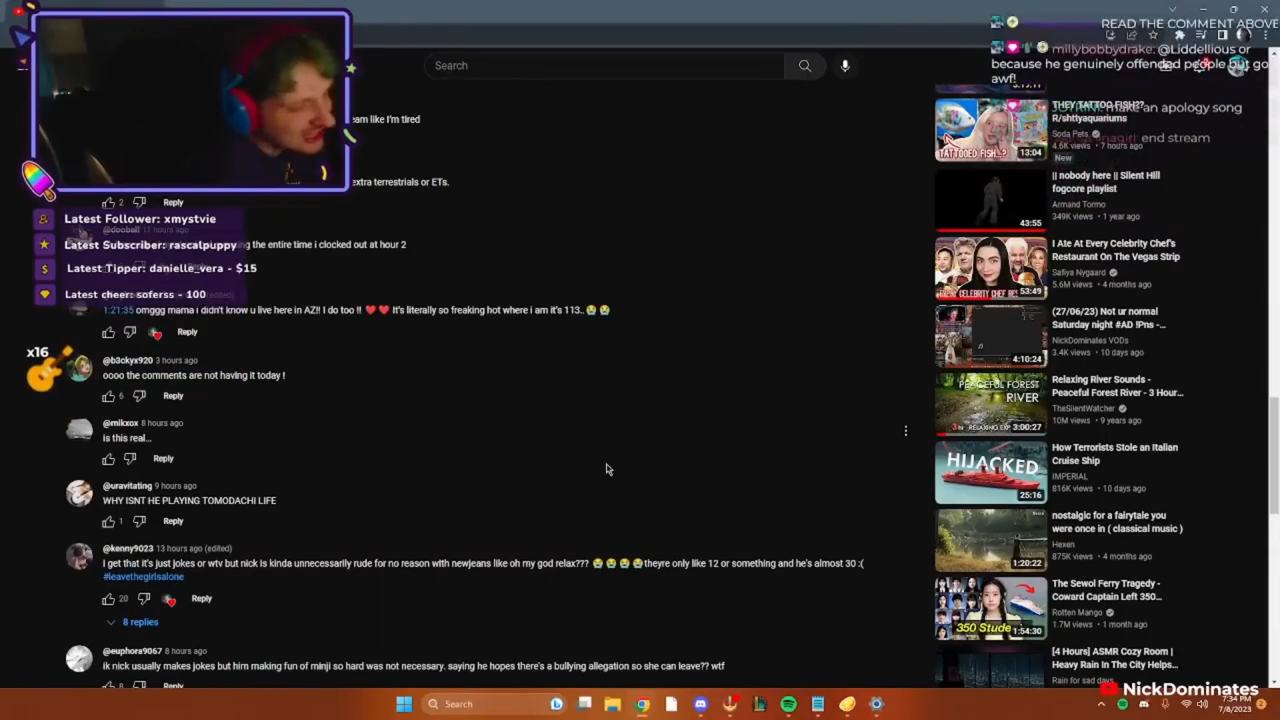 READ THE COMMENT ABOVE
Search
millybobbydrake: @Liddellious or
because he genuinely offended people but go
awf!
make an apology song
end stream
eam like I'm tired
extra terrestrials or ETs.
2
Reply
@doobell 11 hours ago
the entire time i clocked out at hour 2
Latest Follower: xmystvie
Latest Subscriber: rascalpuppy
Latest Tipper: danielle_vera - $15
Latest cheer: soferss - 100
(edited)
1:21:35 omggg mama i didn't know u live here in AZ!! I do too !! ❤️ ❤️ It's literally so freaking hot where i am it's 113.. 😭 😭
Reply
x16
@b3ckyx920 3 hours ago
oooo the comments are not having it today !
6
Reply
@mikxox 8 hours ago
is this real...
Reply
@uravitating 9 hours ago
WHY ISNT HE PLAYING TOMODACHI LIFE
1
Reply
@kenny9023 13 hours ago (edited)
I get that it's just jokes or wtv but nick is kinda unnecessarily rude for no reason with newjeans like oh my god relax??? 😭 😭 😭 😭 theyre only like 12 or something and he's almost 30 :(
#leavethegirlsalone
20
Reply
8 replies
@euphora9067 8 hours ago
ik nick usually makes jokes but him making fun of minji so hard was not necessary. saying he hopes there's a bullying allegation so she can leave?? wtf
8
Reply
THEY TATTOO FISH??
R/shttyaquariums
Soda Pets
4.6K views • 7 hours ago
New
TATTOOED FISH..?
13:04
|| nobody here || Silent Hill
fogcore playlist
Armand Tormo
349K views • 1 year ago
43:55
I Ate At Every Celebrity Chef's
Restaurant On The Vegas Strip
Safiya Nygaard
5.6M views • 4 months ago
53:49
(27/06/23) Not ur normal
Saturday night #AD !Pns -...
NickDominates VODs
3.4K views • 10 days ago
4:10:24
Relaxing River Sounds -
Peaceful Forest River - 3 Hour...
TheSilentWatcher
10M views • 9 years ago
PEACEFUL FOREST
RIVER
3:00:27
How Terrorists Stole an Italian
Cruise Ship
IMPERIAL
816K views • 10 days ago
HIJACKED
25:16
nostalgic for a fairytale you
were once in ( classical music )
Hexen
875K views • 4 months ago
1:20:22
The Sewol Ferry Tragedy -
Coward Captain Left 350...
Rotten Mango
1.7M views • 1 month ago
350 Stude
1:54:30
[4 Hours] ASMR Cozy Room |
Heavy Rain In The City Helps...
Rain for sad days
NickDominates
Search
7:34 PM
7/8/2023